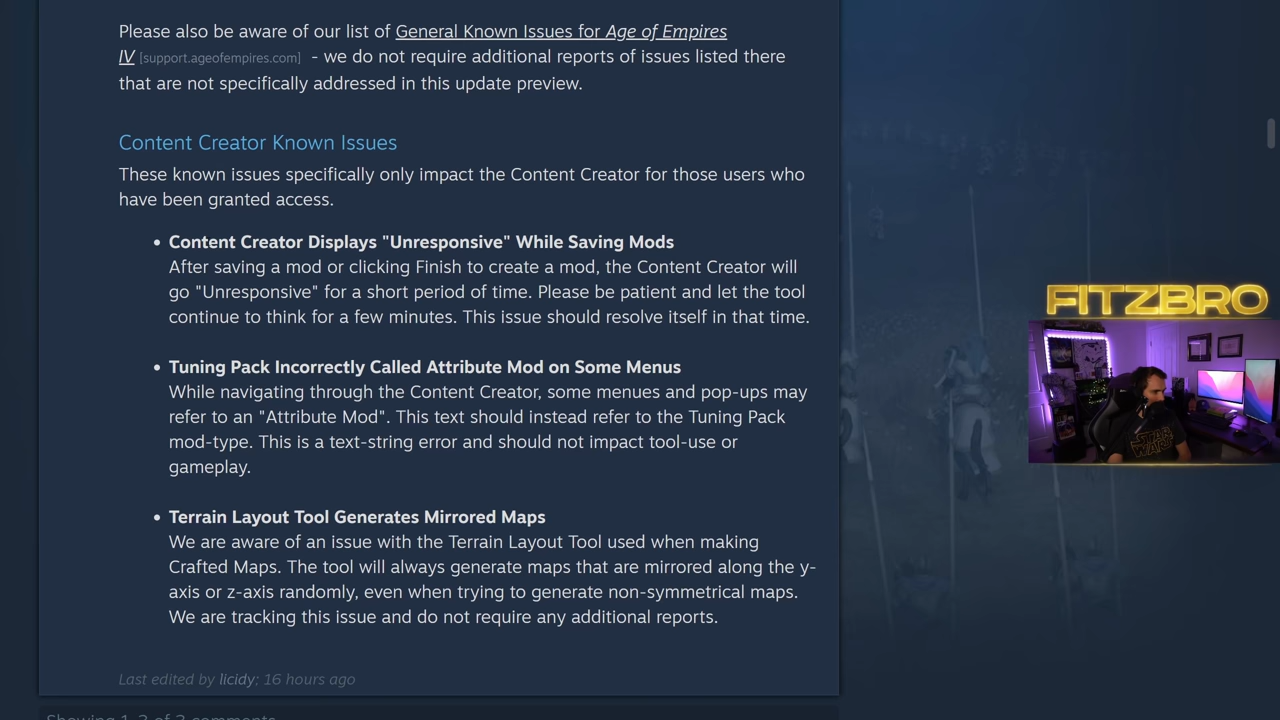 Please also be aware of our list of General Known Issues for Age of Empires
IV [support.ageofempires.com] - we do not require additional reports of issues listed there
that are not specifically addressed in this update preview.
Content Creator Known Issues
These known issues specifically only impact the Content Creator for those users who
have been granted access.
• Content Creator Displays "Unresponsive" While Saving Mods
After saving a mod or clicking Finish to create a mod, the Content Creator will
go "Unresponsive" for a short period of time. Please be patient and let the tool
continue to think for a few minutes. This issue should resolve itself in that time.
• Tuning Pack Incorrectly Called Attribute Mod on Some Menus
While navigating through the Content Creator, some menues and pop-ups may
refer to an "Attribute Mod". This text should instead refer to the Tuning Pack
mod-type. This is a text-string error and should not impact tool-use or
gameplay.
• Terrain Layout Tool Generates Mirrored Maps
We are aware of an issue with the Terrain Layout Tool used when making
Crafted Maps. The tool will always generate maps that are mirrored along the y-
axis or z-axis randomly, even when trying to generate non-symmetrical maps.
We are tracking this issue and do not require any additional reports.
Last edited by licidy; 16 hours ago
FITZBRO
STAR
WARS